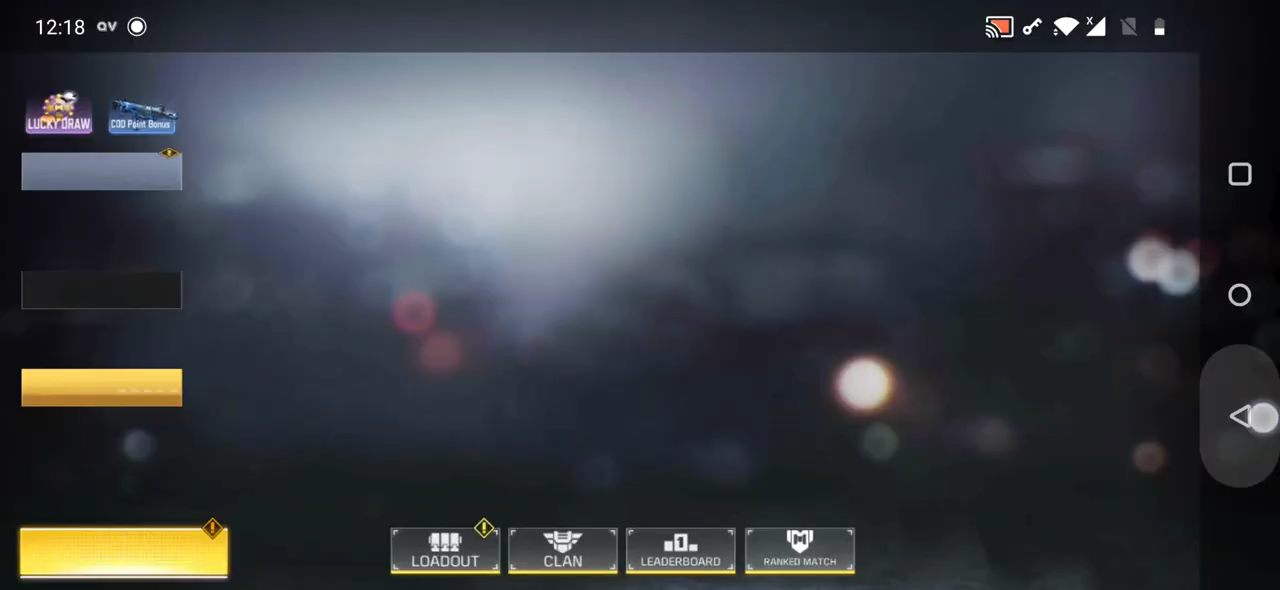 12:18
LUCKY DRAW
COD Point Bonus
LOADOUT
CLAN
LEADERBOARD
RANKED MATCH